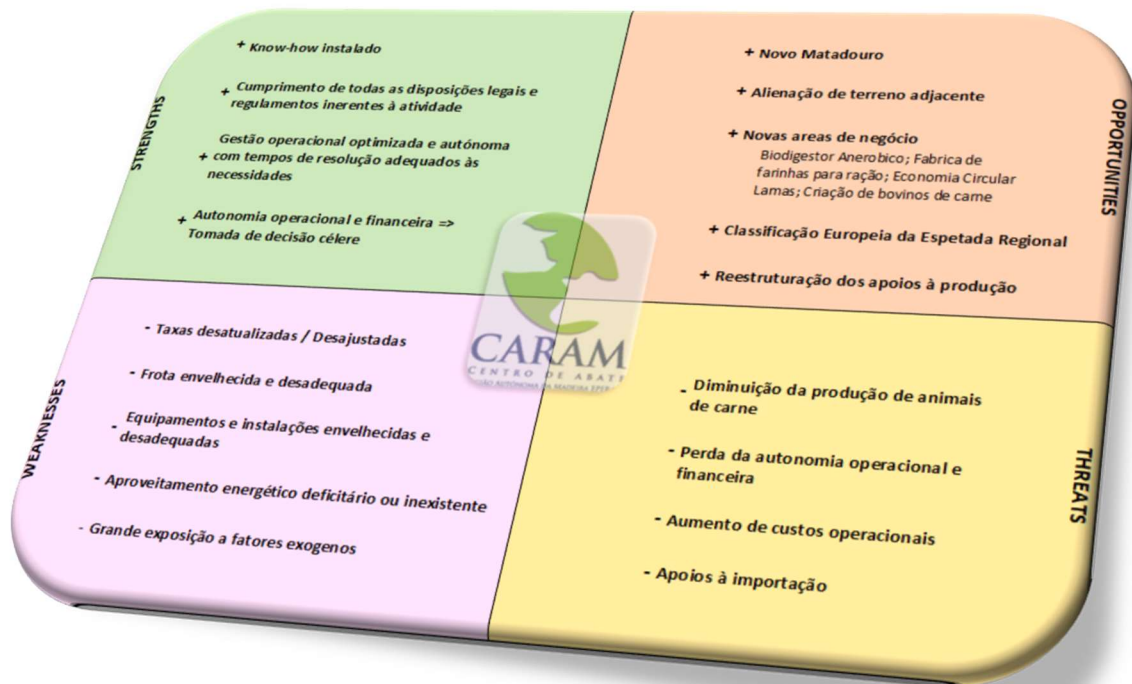 STRENGTHS
+ Know-how instalado
+ Cumprimento de todas as disposições legais e
regulamentos inerentes à atividade
Gestão operacional optimizada e autónoma
+ com tempos de resolução adequados às
necessidades
+ Autonomia operacional e financeira =>
Tomada de decisão célere
OPPORTUNITIES
+ Novo Matadouro
+ Alienação de terreno adjacente
+ Novas areas de negócio
Biodigestor Anerobico; Fabrica de
farinhas para ração; Economia Circular
Lamas; Criação de bovinos de carne
+ Classificação Europeia da Espetada Regional
+ Reestruturação dos apoios à produção
CARAM
CENTRO DE ABATE
AUTÓNOMA DA MADEIRA
WEAKNESSES
- Taxas desatualizadas / Desajustadas
- Frota envelhecida e desadequada
- Equipamentos e instalações envelhecidas e
desadequadas
- Aproveitamento energético deficitário ou inexistente
- Grande exposição a fatores exogenos
THREATS
- Diminuição da produção de animais
de carne
- Perda da autonomia operacional e
financeira
- Aumento de custos operacionais
- Apoios à importação